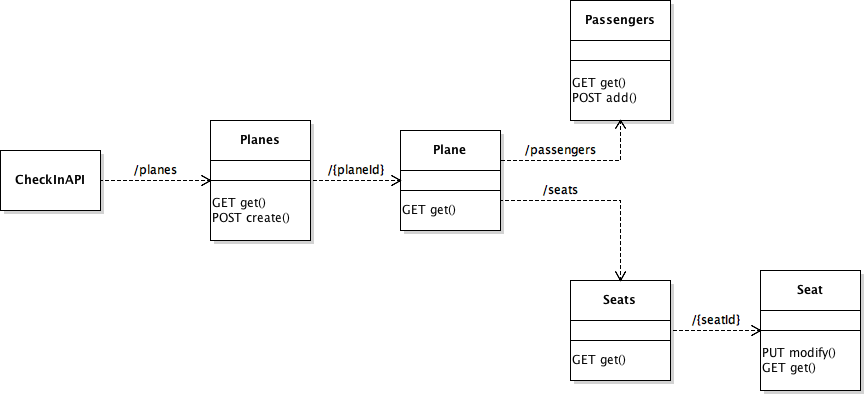 Passengers
GET get()
POST add()
Planes
Plane
/passengers
CheckInAPI
/planes
/{planeId}
/seats
GET get()
POST create()
GET get()
Seats
Seat
/{seatId}
GET get()
PUT modify()
GET get()